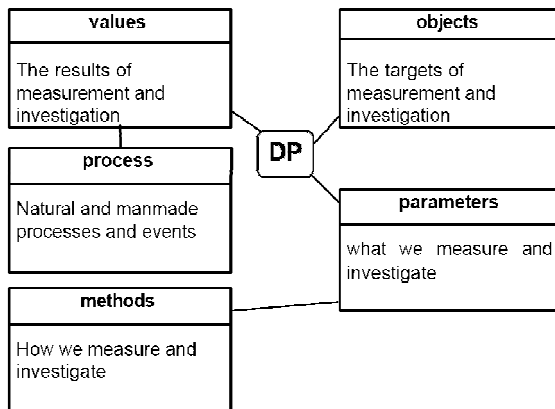 values
The results of
measurement and
investigation
objects
The targets of
measurement and
investigation
DP
process
Natural and manmade
processes and events
parameters
what we measure and
investigate
methods
How we measure and
investigate